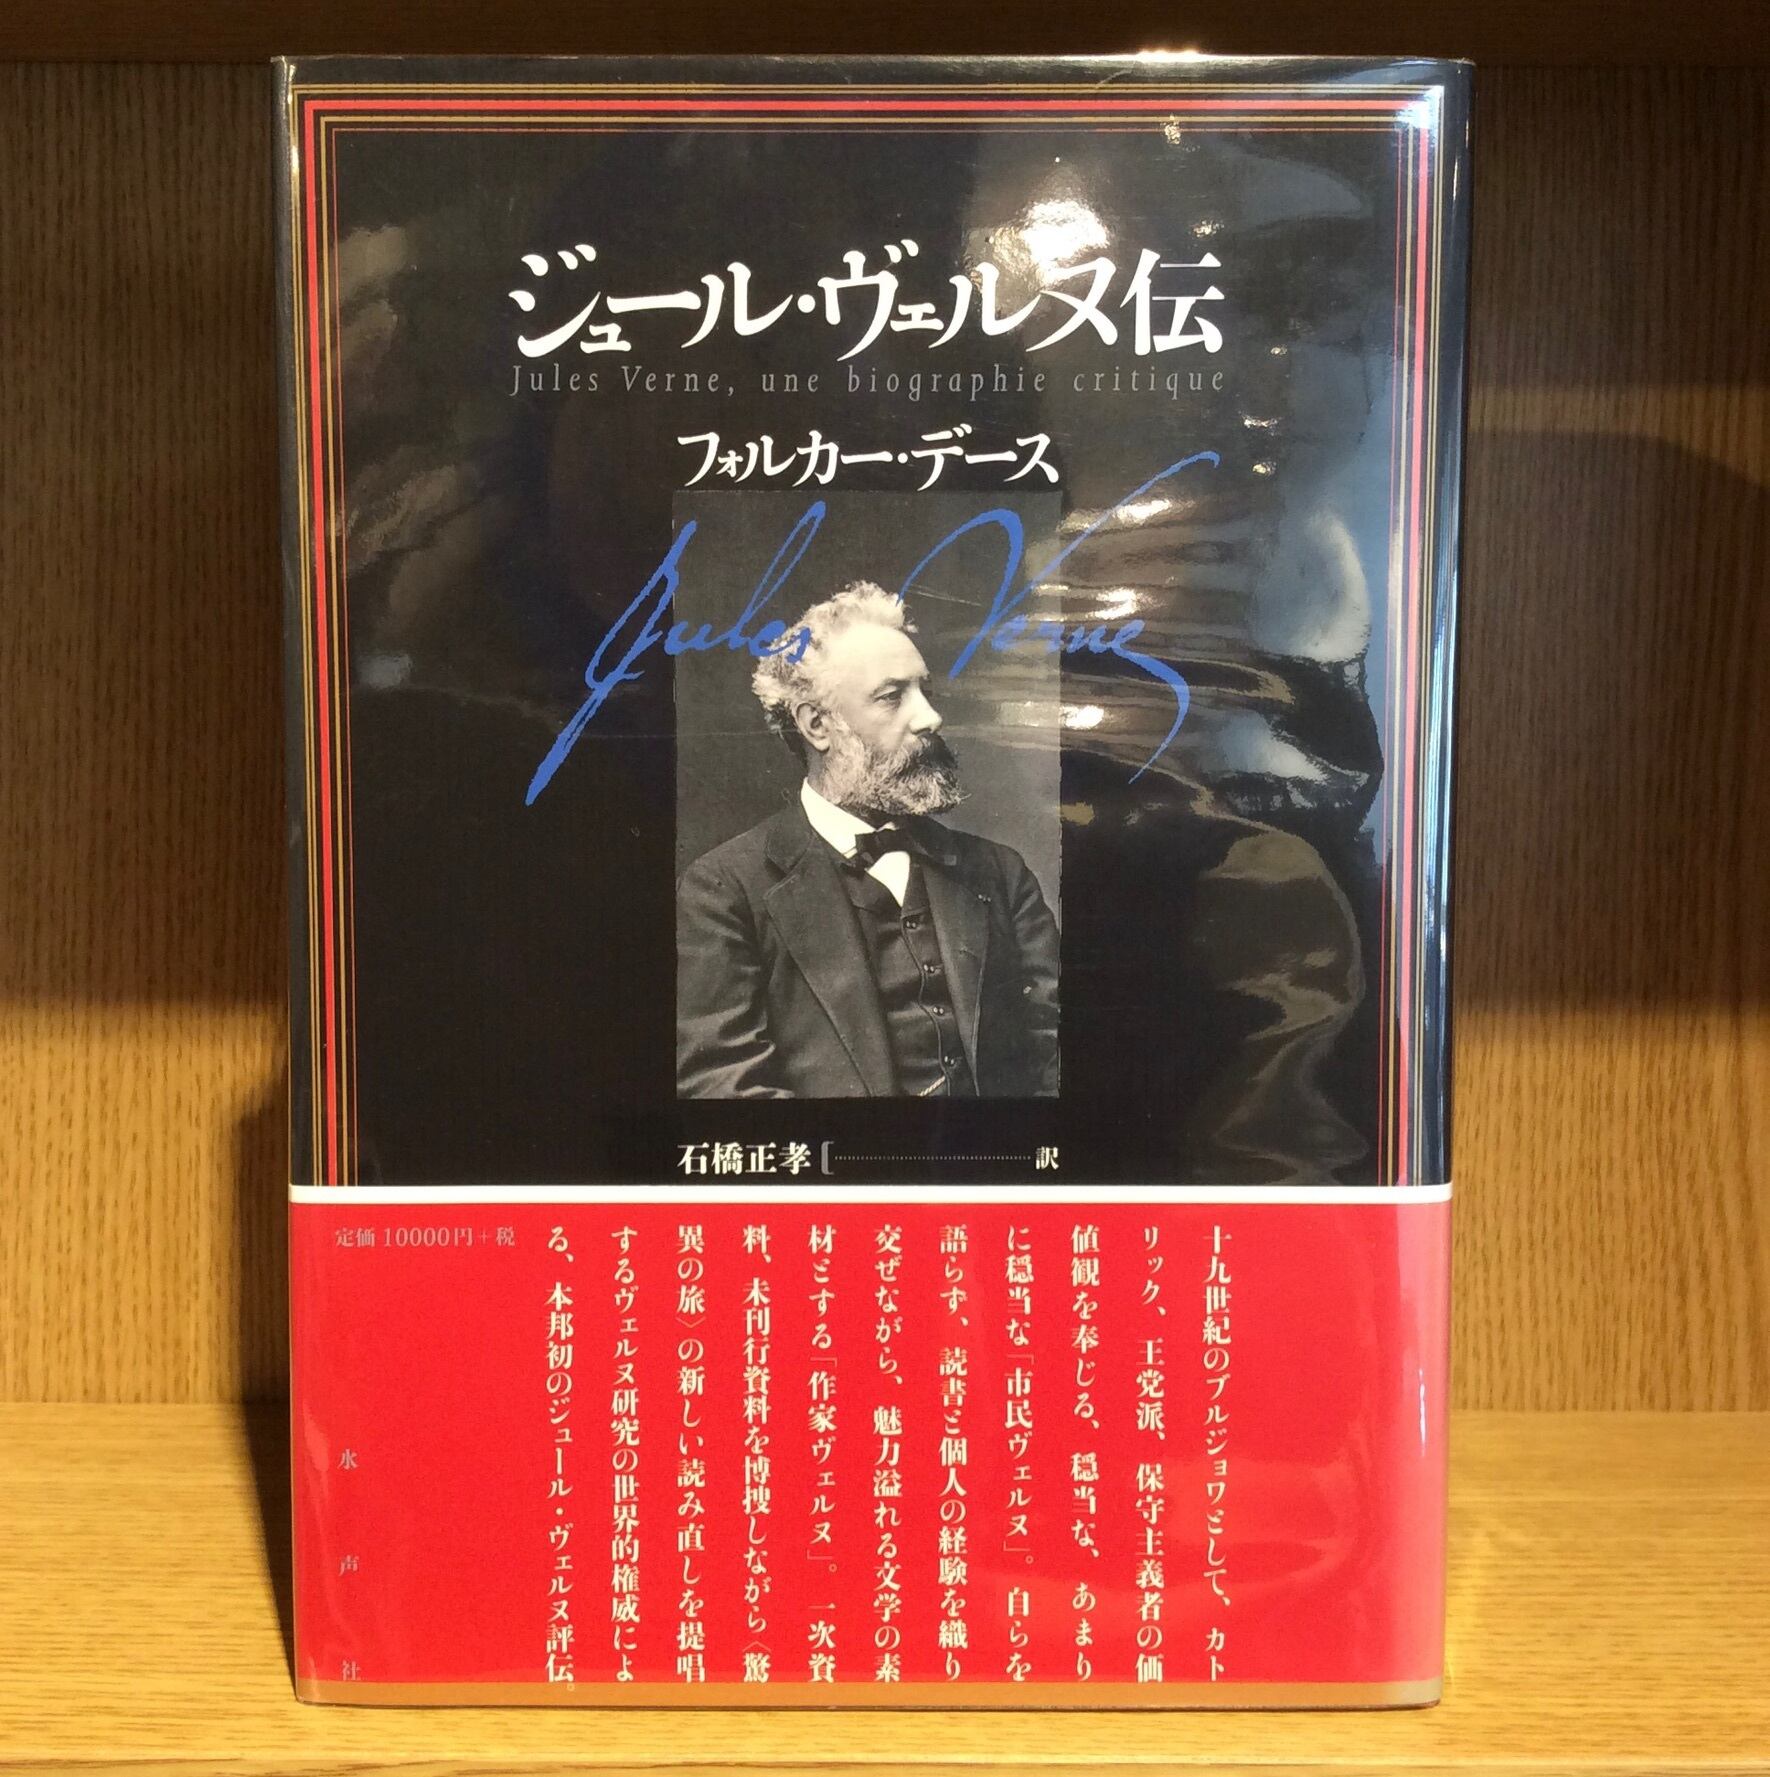 ジュール・ヴェルヌ伝
Jules Verne, une biographie critique
フォルカー・デース
Jules Verne
石橋正孝 [ 訳
十九世紀のブルジョワとして、カト
リック、王党派、保守主義者の価
値観を奉じる、穏当な、あまり
に穏当な「市民ヴェルヌ」。自らを
語らず、読書と個人の経験を織り
交ぜながら、魅力溢れる文学の素
材とする「作家ヴェルヌ」。一次資
料、未刊行資料を博捜しながら〈驚
異の旅〉の新しい読み直しを提唱
するヴェルヌ研究の世界的権威によ
る、本邦初のジュール・ヴェルヌ評伝。
定価10000円+税
水声社